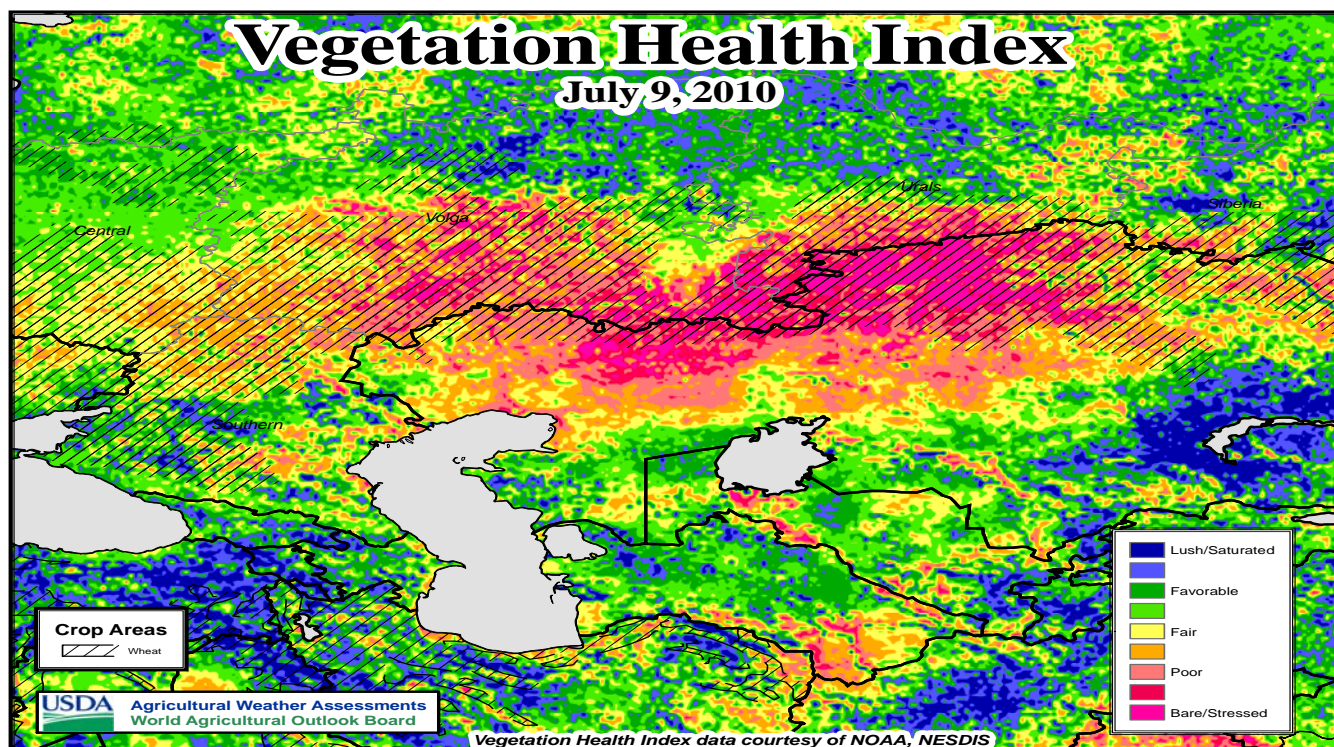 Vegetation Health Index
July 9, 2010
Urals
Siberia
Volga
Central
Southern
Lush/Saturated
Favorable
Fair
Poor
Bare/Stressed
Crop Areas
Wheat
USDA
Agricultural Weather Assessments
World Agricultural Outlook Board
Vegetation Health Index data courtesy of NOAA, NESDIS